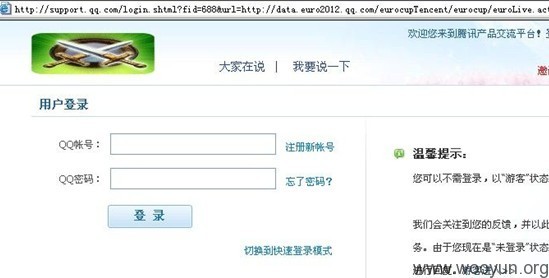 http://support.qq.com/login.shtml?fid=688&url=http://data.euro2012.qq.com/eurocupTencent/eurocup/euroLive.act
欢迎您来到腾讯产品交流平台!
大家在说 | 我要说一下
用户登录
QQ帐号：
注册新帐号
QQ密码：
忘了密码?
登 录
切换到快速登录模式
温馨提示：
您可以不需登录，以“游客”状态
我们会关注到您的反馈，并以此
务。由于您现在是“未登录”状态
www.wooyun.org